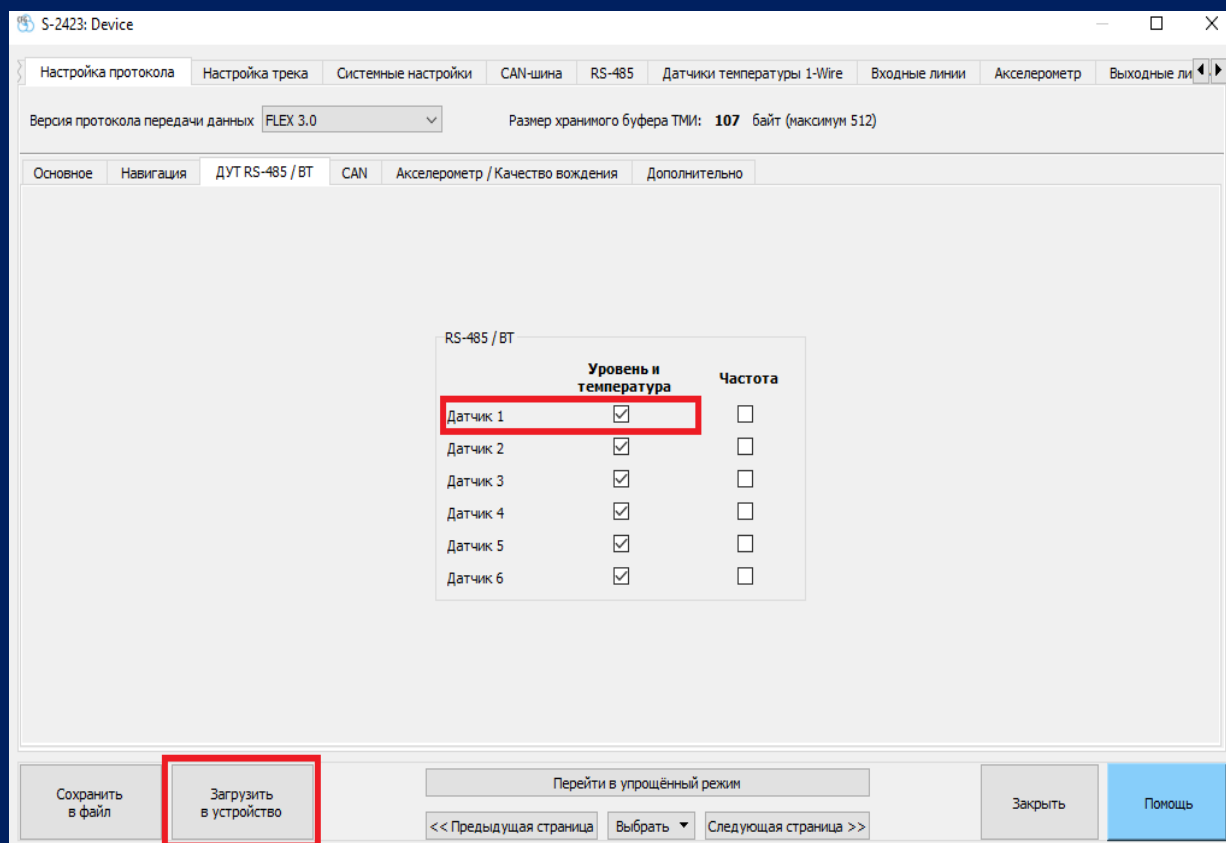 S-2423: Device
Настройка протокола Настройка трека Системные настройки CAN-шина RS-485 Датчики температуры 1-Wire Входные линии Акселерометр Выходные ли
Версия протокола передачи данных FLEX 3.0 Размер хранимого буфера ТМИ: 107 байт (максимум 512)
Основное Навигация ДУТ RS-485 / BT CAN Акселерометр / Качество вождения Дополнительно
RS-485 / BT
Уровень и
температура
Частота
Датчик 1
Датчик 2
Датчик 3
Датчик 4
Датчик 5
Датчик 6
Сохранить
в файл
Загрузить
в устройство
Перейти в упрощённый режим
<< Предыдущая страница Выбрать Следующая страница >>
Закрыть
Помощь